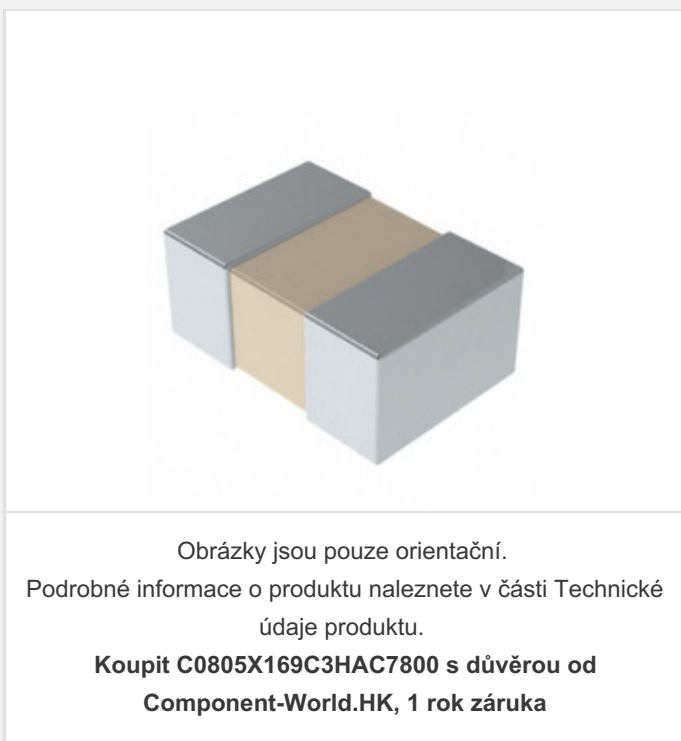 Obrázky jsou pouze orientační.
Podrobné informace o produktu naleznete v části Technické
údaje produktu.
Koupit C0805X169C3HAC7800 s důvěrou od
Component-World.HK, 1 rok záruka